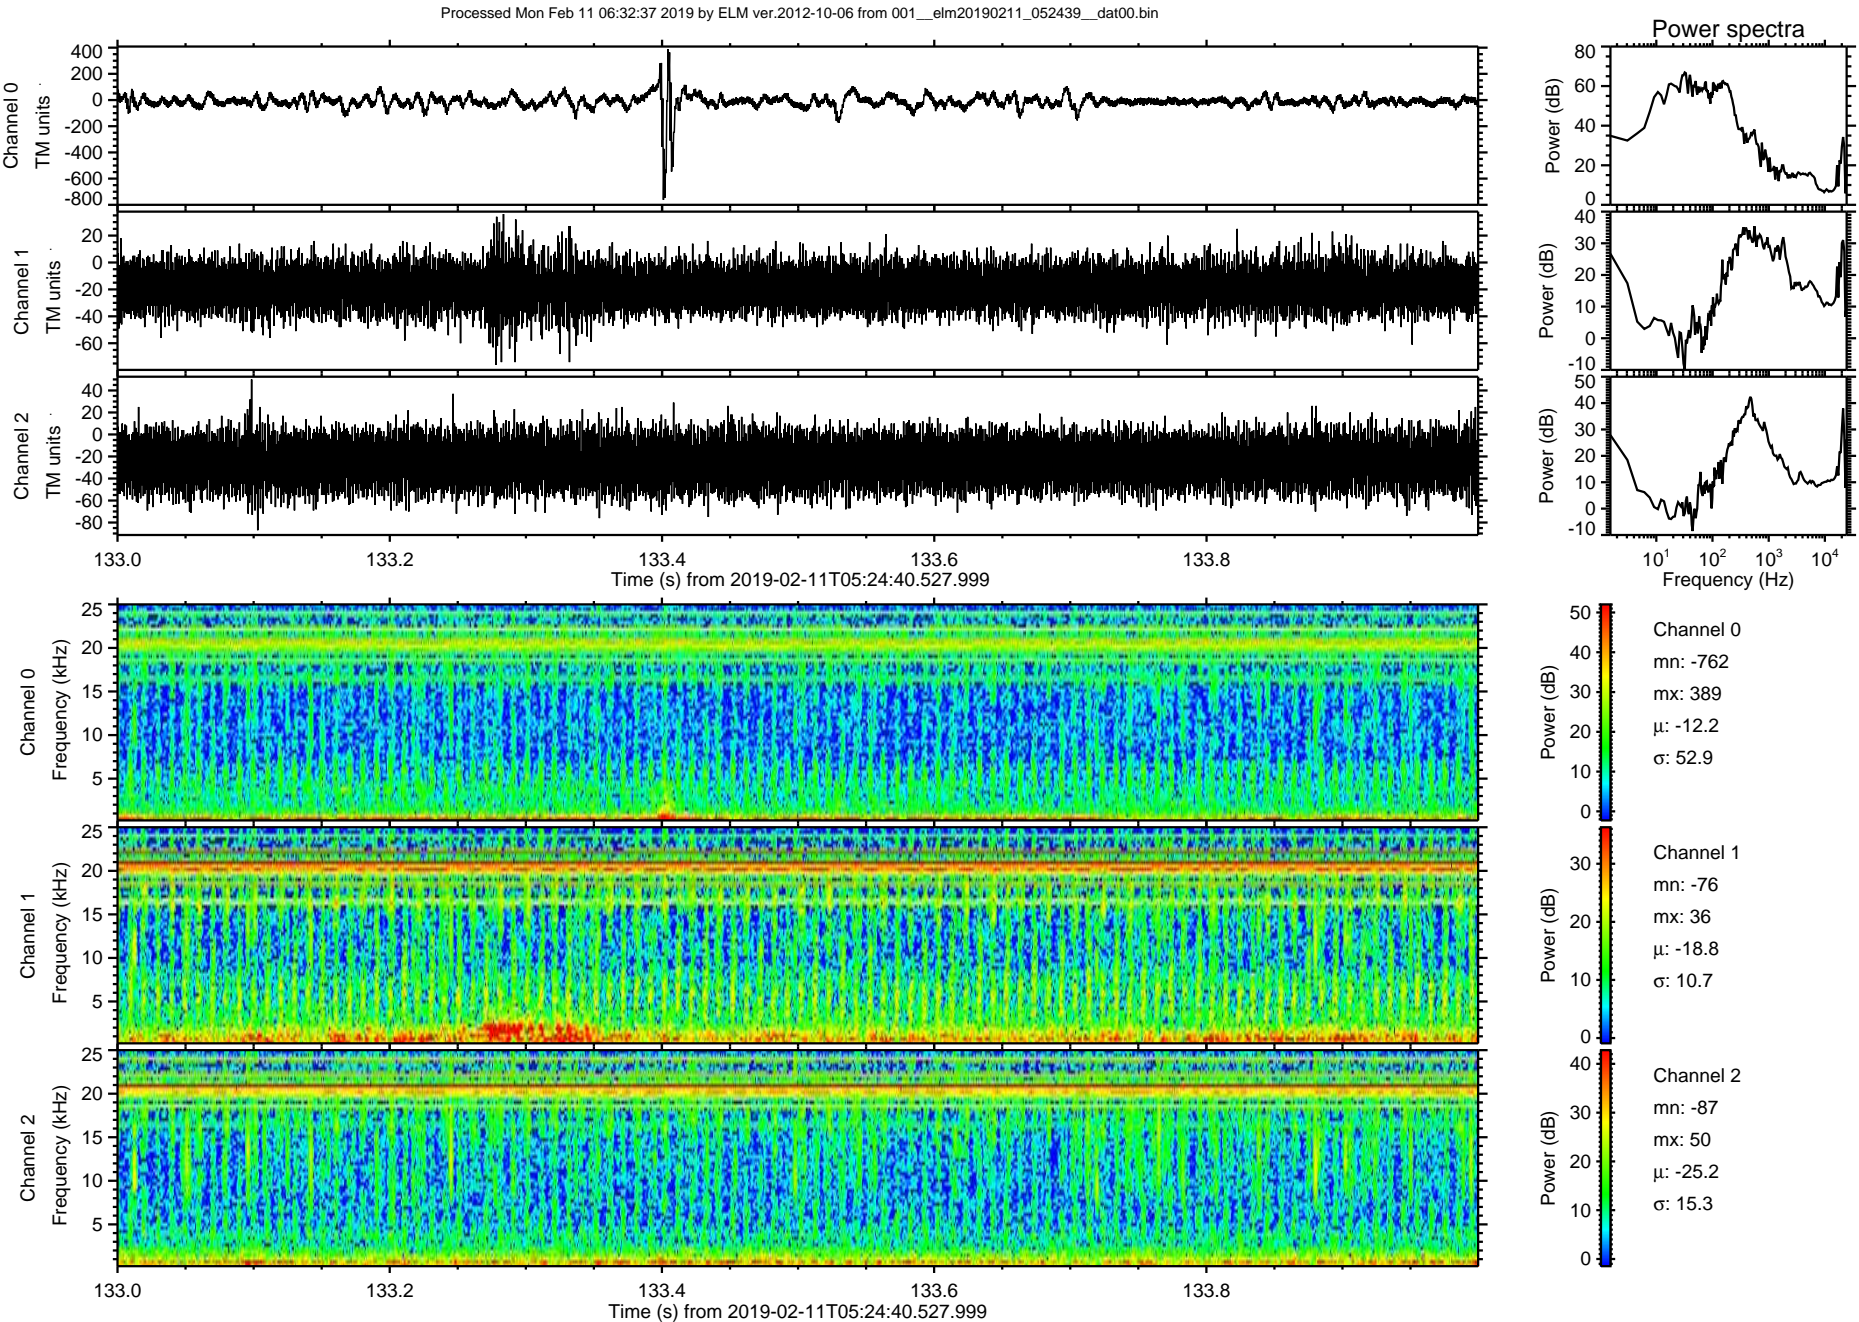 Processed Mon Feb 11 06:32:37 2019 by ELM ver.2012-10-06 from 001__elm20190211_052439__dat00.bin
Power spectra
Channel 0
TM units
400
200
0
-200
-400
-600
-800
Power (dB)
80
60
40
20
0
Channel 1
TM units
20
0
-20
-40
-60
Power (dB)
40
30
20
10
0
-10
Channel 2
TM units
40
20
0
-20
-40
-60
-80
Power (dB)
50
40
30
20
10
0
-10
133.0 133.2 133.4 133.6 133.8
Time (s) from 2019-02-11T05:24:40.527.999
10¹ 10² 10³ 10⁴
Frequency (Hz)
Channel 0
Frequency (kHz)
25
20
15
10
5
Power (dB)
50
40
30
20
10
0
Channel 0
mn: -762
mx: 389
μ: -12.2
σ: 52.9
Channel 1
Frequency (kHz)
25
20
15
10
5
Power (dB)
30
20
10
0
Channel 1
mn: -76
mx: 36
μ: -18.8
σ: 10.7
Channel 2
Frequency (kHz)
25
20
15
10
5
Power (dB)
40
30
20
10
0
Channel 2
mn: -87
mx: 50
μ: -25.2
σ: 15.3
133.0 133.2 133.4 133.6 133.8
Time (s) from 2019-02-11T05:24:40.527.999